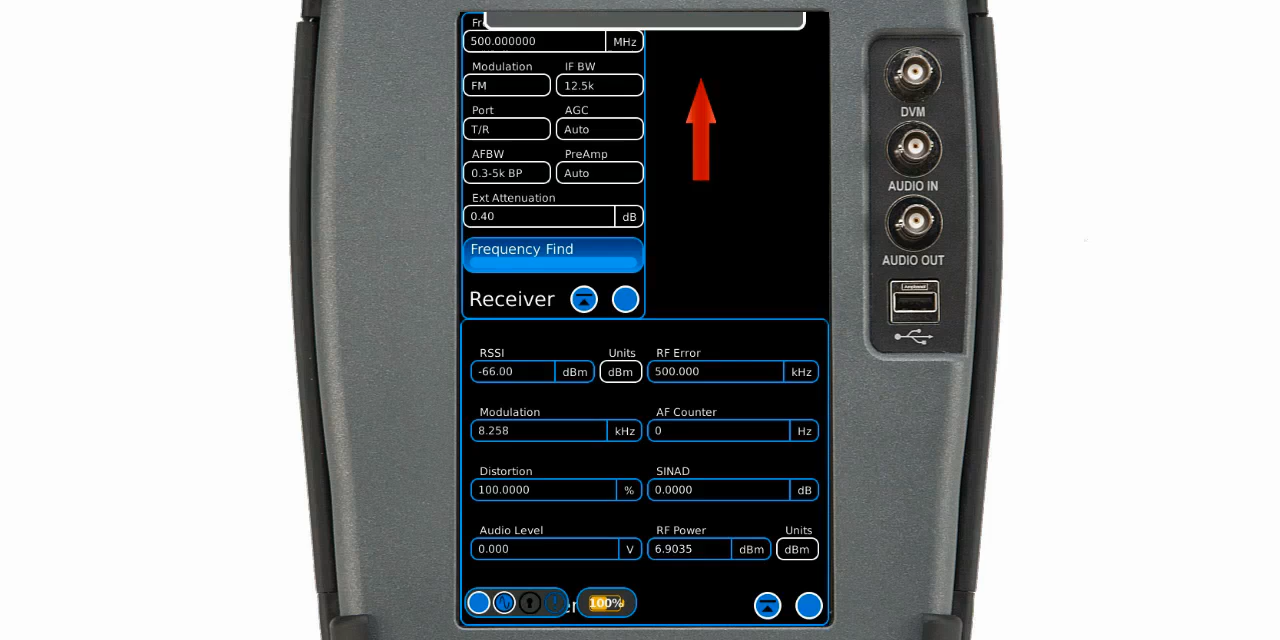 500.000000 MHz
Modulation IF BW
FM 12.5k
Port AGC
T/R Auto
AFBW PreAmp
0.3-5k BP Auto
Ext Attenuation
0.40 dB
Frequency Find
Receiver
RSSI Units RF Error
-66.00 dBm dBm 500.000 kHz
Modulation AF Counter
8.258 kHz 0 Hz
Distortion SINAD
100.0000 % 0.0000 dB
Audio Level RF Power Units
0.000 V 6.9035 dBm dBm
100%
DVM
AUDIO IN
AUDIO OUT